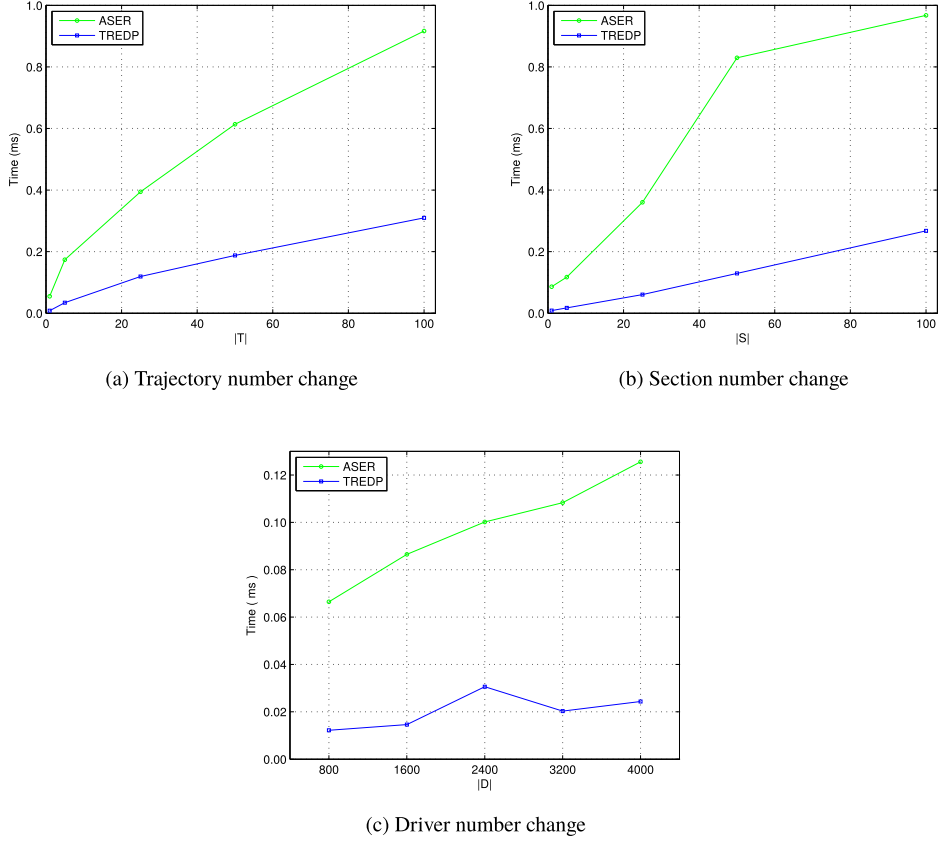 1.0
0.8
0.6
0.4
0.2
0.0
Time (ms)
ASER
TREDP
0 20 40 60 80 100
|T|
(a) Trajectory number change
1.0
0.8
0.6
0.4
0.2
0.0
Time (ms)
ASER
TREDP
0 20 40 60 80 100
|S|
(b) Section number change
0.12
0.10
0.08
0.06
0.04
0.02
0.00
Time ( ms )
ASER
TREDP
800 1600 2400 3200 4000
|D|
(c) Driver number change